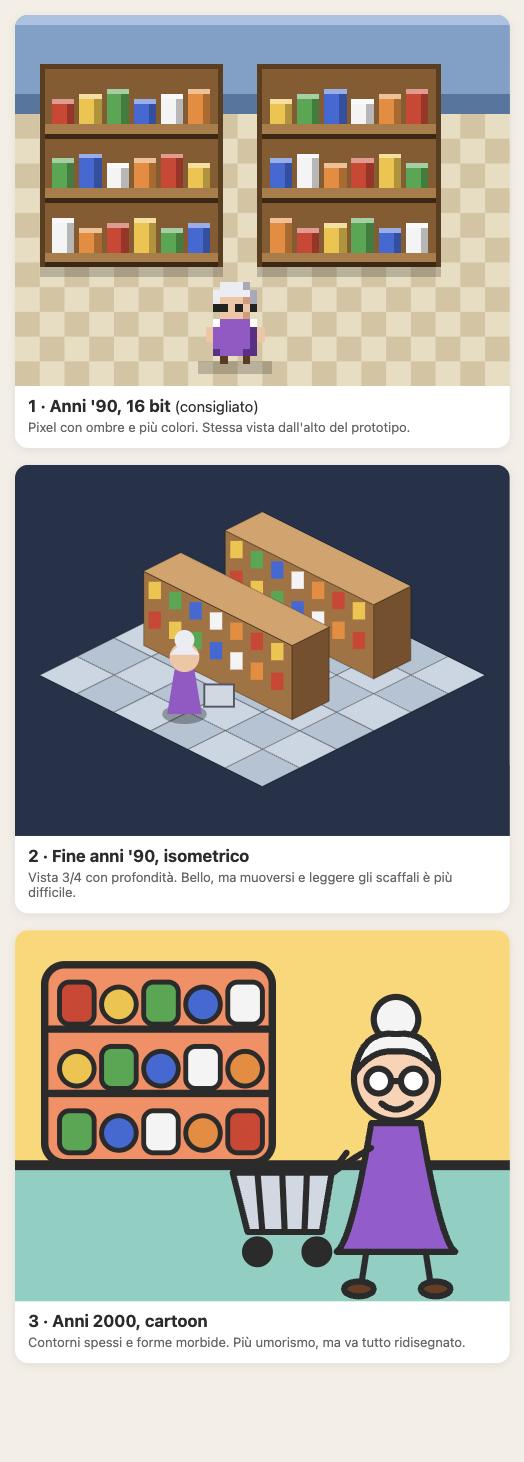 1 · Anni '90, 16 bit (consigliato)
Pixel con ombre e più colori. Stessa vista dall'alto del prototipo.
2 · Fine anni '90, isometrico
Vista 3/4 con profondità. Bello, ma muoversi e leggere gli scaffali è più
difficile.
3 · Anni 2000, cartoon
Contorni spessi e forme morbide. Più umorismo, ma va tutto ridisegnato.